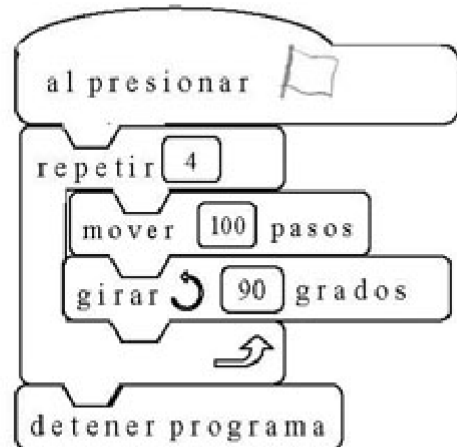 al presionar
repetir 4
mover 100 pasos
girar 90 grados
detener programa